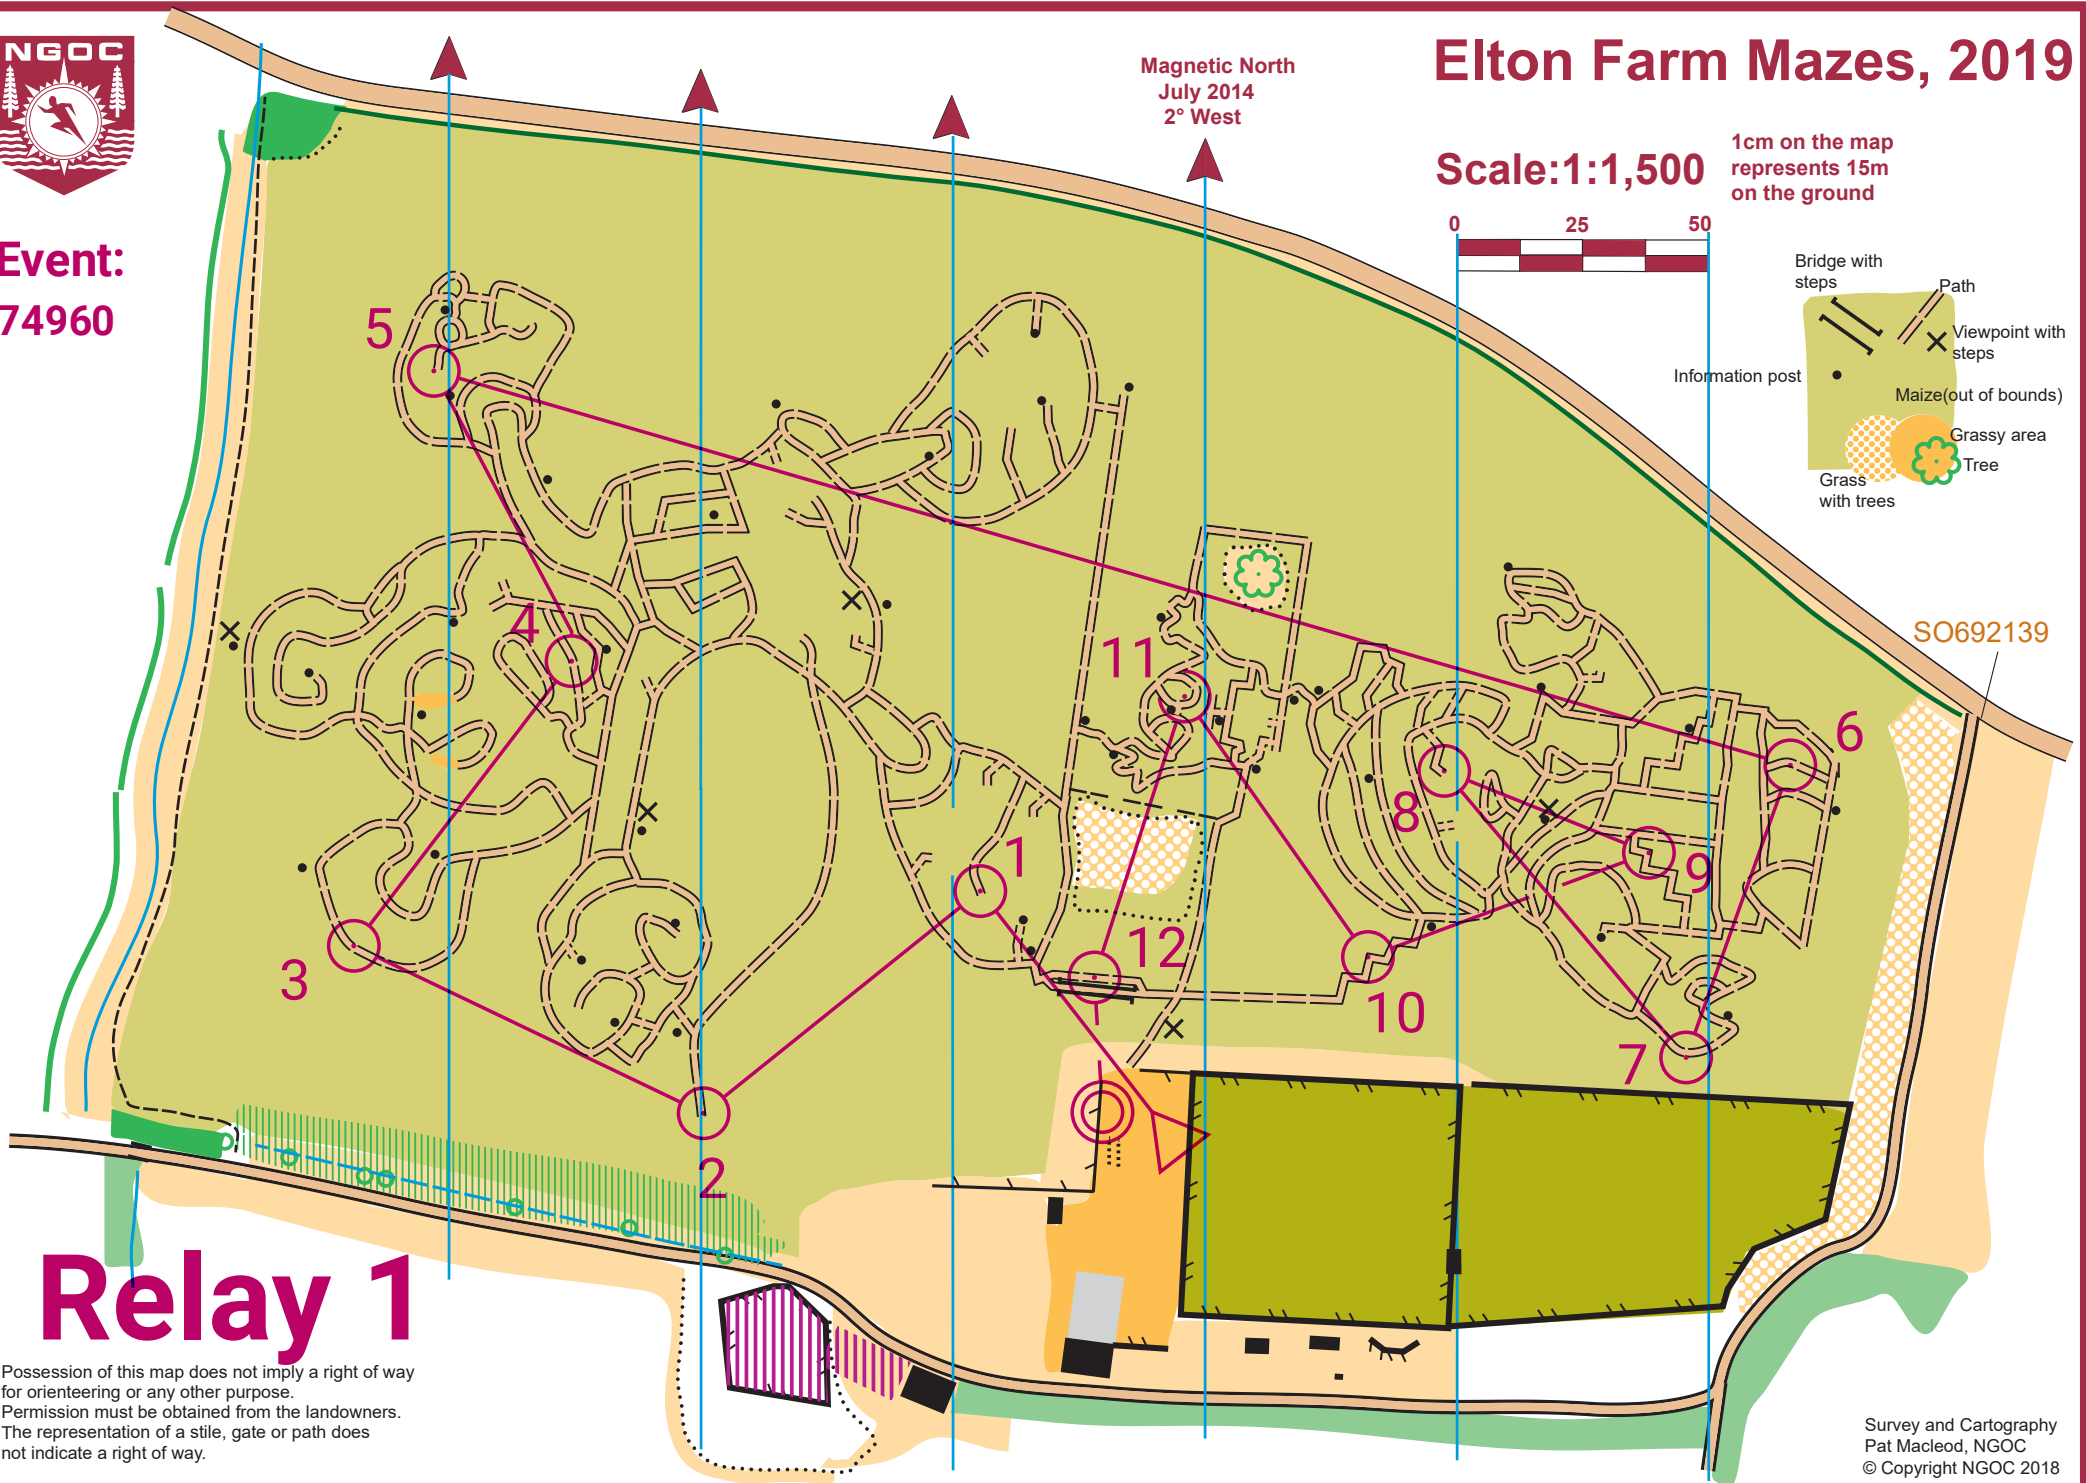 NGOC
Event:
74960
Magnetic North
July 2014
2° West
Elton Farm Mazes, 2019
Scale:1:1,500
1cm on the map
represents 15m
on the ground
0 25 50
Bridge with
steps
Path
Viewpoint with
steps
Information post
Maize(out of bounds)
Grassy area
Tree
Grass
with trees
SO692139
5
4
11
6
8
1
9
12
3
10
7
2
Relay 1
Possession of this map does not imply a right of way
for orienteering or any other purpose.
Permission must be obtained from the landowners.
The representation of a stile, gate or path does
not indicate a right of way.
Survey and Cartography
Pat Macleod, NGOC
© Copyright NGOC 2018